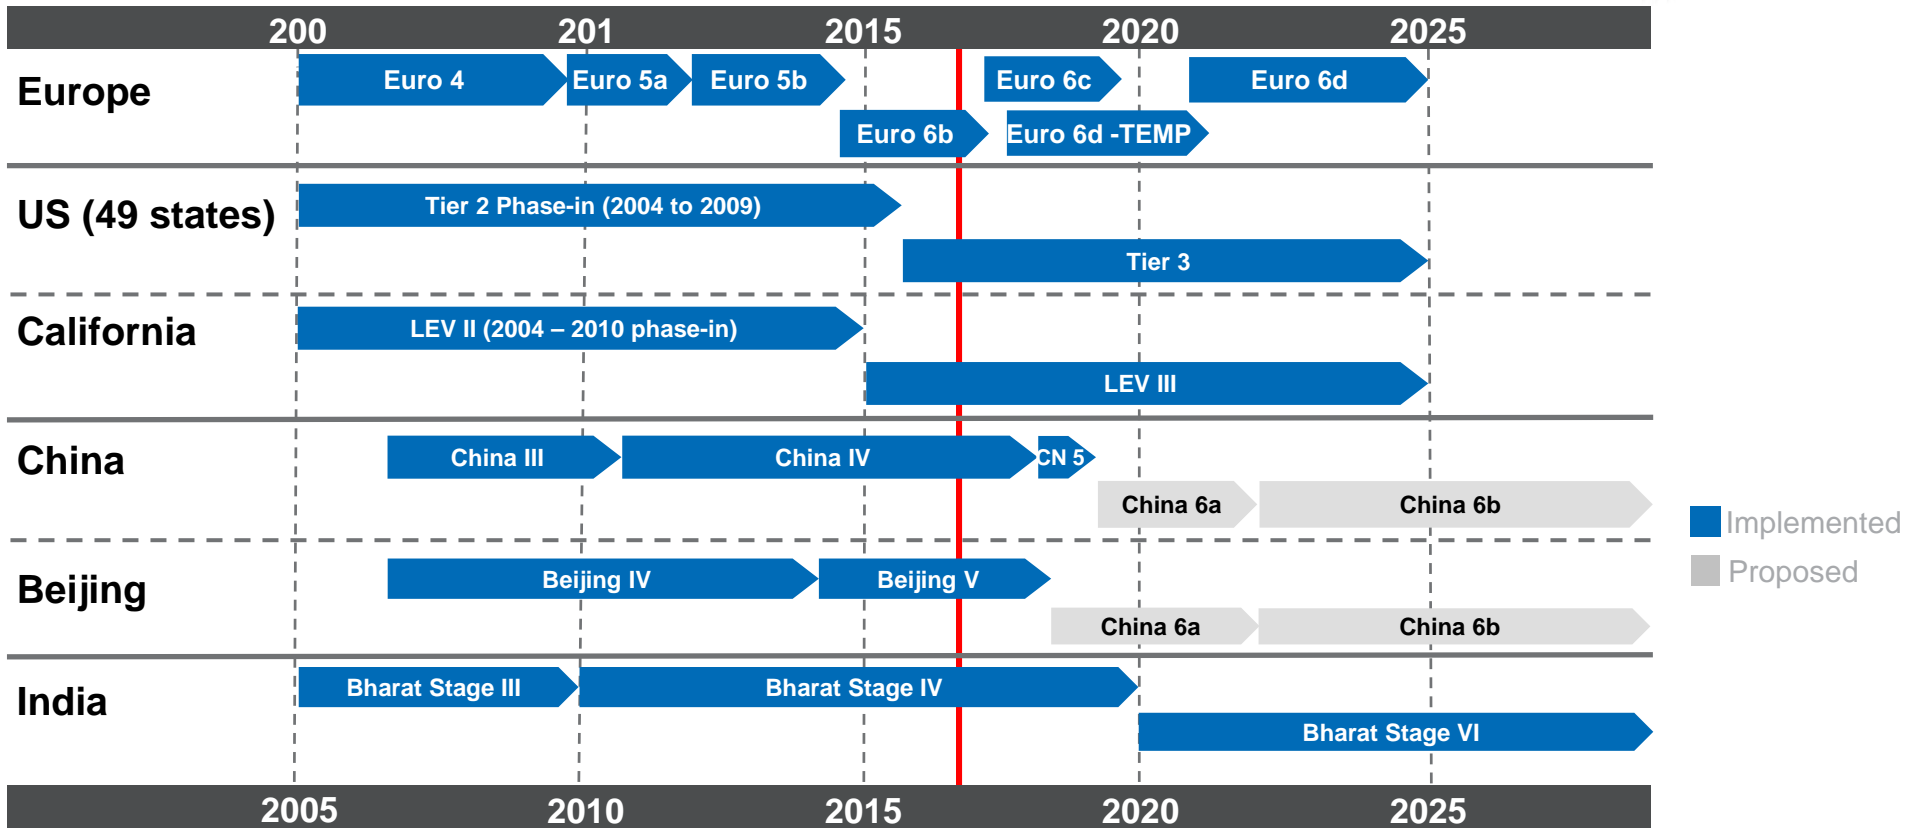 200 201 2015 2020 2025
Europe
Euro 4 Euro 5a Euro 5b Euro 6c Euro 6d
Euro 6b Euro 6d -TEMP
US (49 states)
Tier 2 Phase-in (2004 to 2009)
Tier 3
California
LEV II (2004 – 2010 phase-in)
LEV III
China
China III China IV CN 5
China 6a China 6b
Implemented
Proposed
Beijing
Beijing IV Beijing V
China 6a China 6b
India
Bharat Stage III Bharat Stage IV
Bharat Stage VI
2005 2010 2015 2020 2025